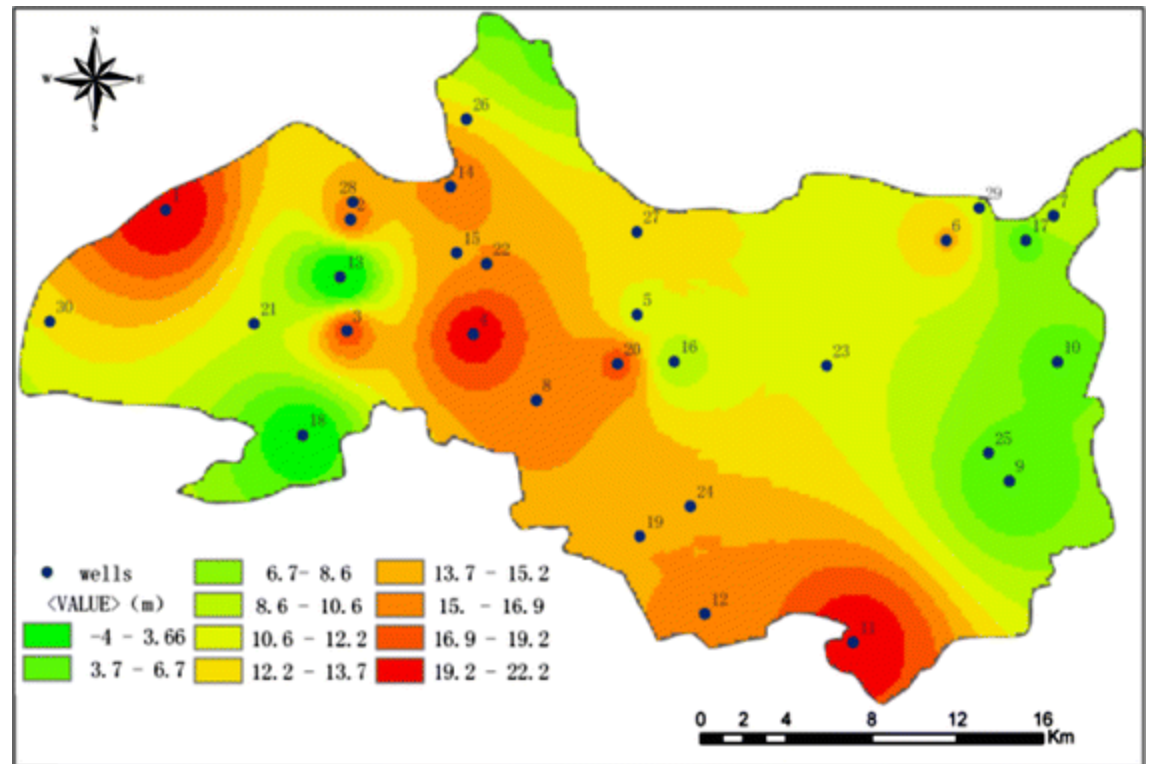 N
W E
S
26
14
1
28
2
29
7
27
6
17
15
22
13
30
21
3
4
5
20
16
23
10
8
18
25
9
24
19
12
11
wells
<VALUE> (m)
-4 - 3.66
3.7 - 6.7
6.7- 8.6
8.6 - 10.6
10.6 - 12.2
12.2 - 13.7
13.7 - 15.2
15. - 16.9
16.9 - 19.2
19.2 - 22.2
0 2 4 8 12 16
Km